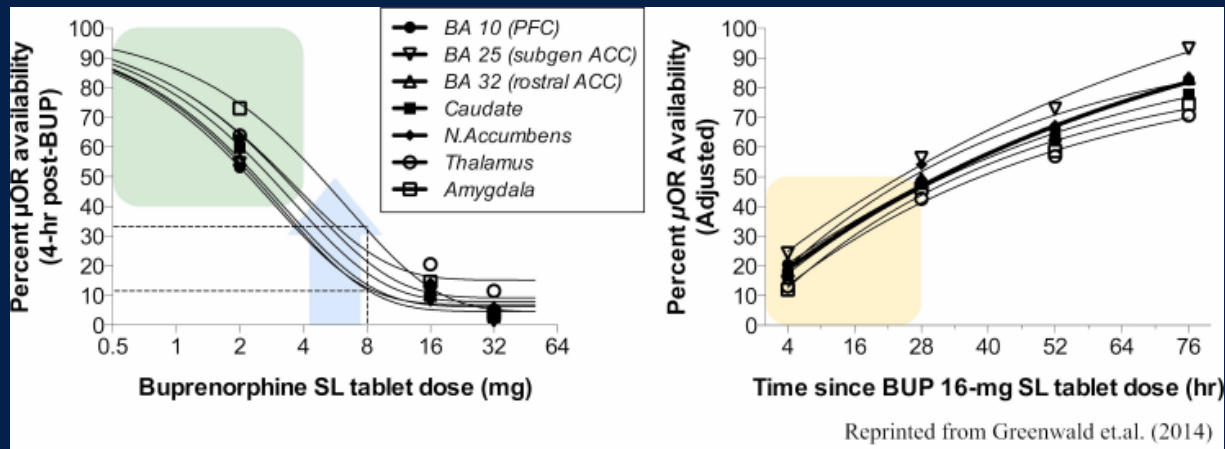 Percent µOR availability
(4-hr post-BUP)
100
90
80
70
60
50
40
30
20
10
0
0.5 1 2 4 8 16 32 64
Buprenorphine SL tablet dose (mg)
BA 10 (PFC)
BA 25 (subgen ACC)
BA 32 (rostral ACC)
Caudate
N.Accumbens
Thalamus
Amygdala
Percent µOR Availability
(Adjusted)
100
90
80
70
60
50
40
30
20
10
0
4 16 28 40 52 64 76
Time since BUP 16-mg SL tablet dose (hr)
Reprinted from Greenwald et.al. (2014)